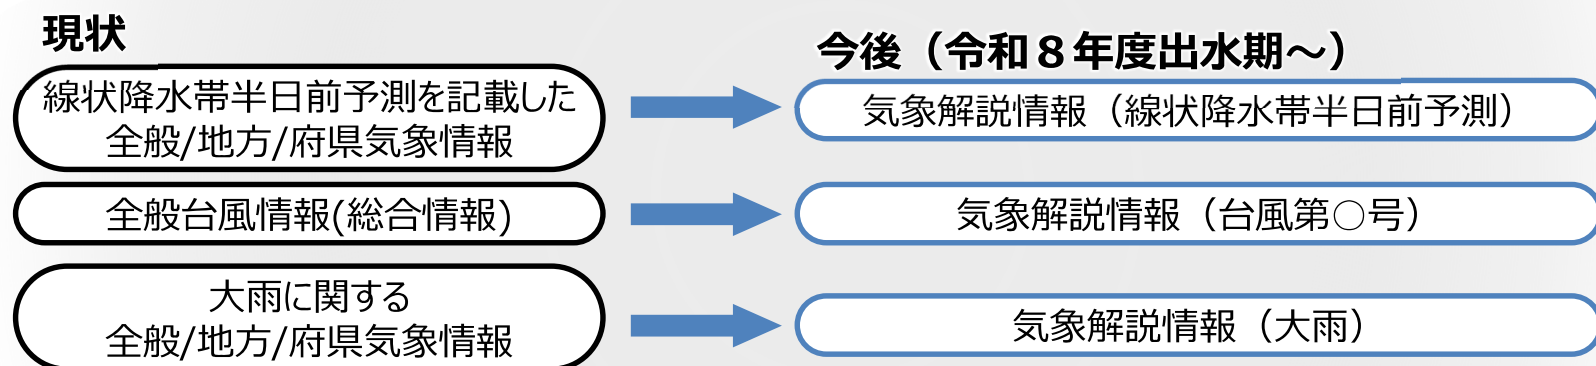 現状
今後（令和８年度出水期～）
線状降水帯半日前予測を記載した
全般/地方/府県気象情報
気象解説情報（線状降水帯半日前予測）
全般台風情報(総合情報)
気象解説情報（台風第○号）
大雨に関する
全般/地方/府県気象情報
気象解説情報（大雨）